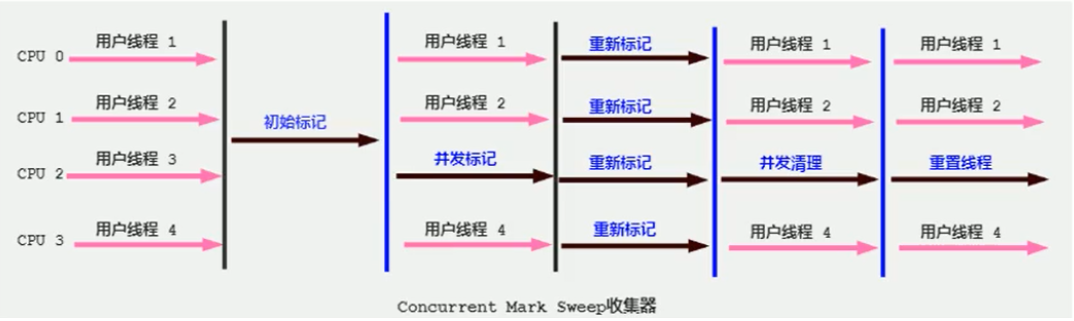 用户线程 1
用户线程 1
重新标记
用户线程 1
用户线程 1
CPU 0
用户线程 2
用户线程 2
重新标记
用户线程 2
用户线程 2
CPU 1
初始标记
用户线程 3
并发标记
重新标记
并发清理
重置线程
CPU 2
用户线程 4
用户线程 4
重新标记
用户线程 4
用户线程 4
CPU 3
Concurrent Mark Sweep收集器